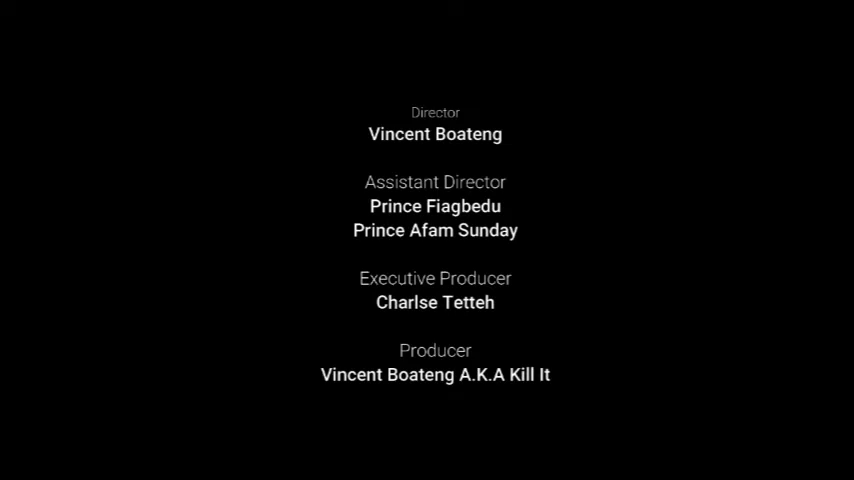 Director
Vincent Boateng
Assistant Director
Prince Fiagbedu
Prince Afam Sunday
Executive Producer
Charlse Tetteh
Producer
Vincent Boateng A.K.A Kill It